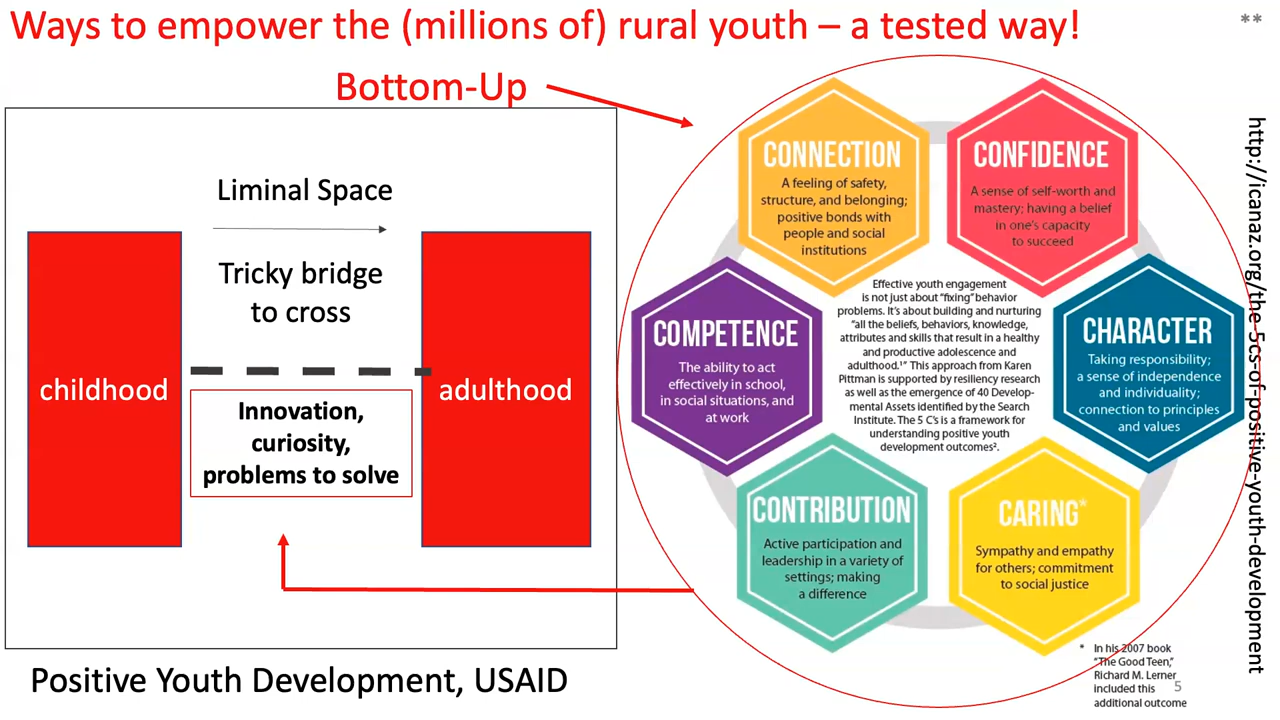 Ways to empower the (millions of) rural youth – a tested way!
**
Bottom-Up
Liminal Space
Tricky bridge
to cross
childhood
adulthood
Innovation,
curiosity,
problems to solve
Positive Youth Development, USAID
CONNECTION
A feeling of safety,
structure, and belonging;
positive bonds with
people and social
institutions
CONFIDENCE
A sense of self-worth and
mastery; having a belief
in one's capacity
to succeed
COMPETENCE
The ability to act
effectively in school,
in social situations, and
at work
Effective youth engagement
is not just about "fixing" behavior
problems. It's about building and nurturing
"all the beliefs, behaviors, knowledge,
attributes and skills that result in a healthy
and productive adolescence and
adulthood.¹" This approach from Karen
Pittman is supported by resiliency research
as well as the emergence of 40 Develop-
mental Assets identified by the Search
Institute. The 5 C's is a framework for
understanding positive youth
development outcomes².
CHARACTER
Taking responsibility;
a sense of independence
and individuality;
connection to principles
and values
CONTRIBUTION
Active participation and
leadership in a variety of
settings; making
a difference
CARING*
Sympathy and empathy
for others; commitment
to social justice
* In his 2007 book
"The Good Teen,"
Richard M. Lerner
included this
additional outcome
5
http://icanaz.org/the-5cs-of-positive-youth-development